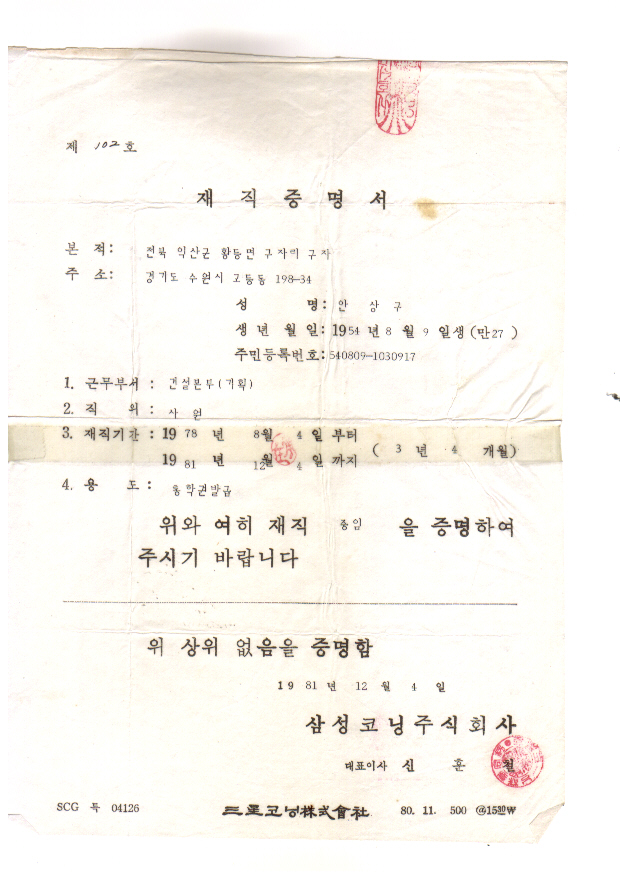 제 102 호
재 직 증 명 서
본 적: 전북 익산군 황등면 구자리 구자
주 소: 경기도 수원시 고등동 198-34
성 명: 안 상 구
생 년 월 일: 1954 년 8 월 9 일생 (만27 )
주민등록번호: 540809-1030917
1. 근무부서 : 건설본부(기획)
2. 직 위 : 사 원
3. 재직기간 : 19 78 년 8월 4 일 부터
19 81 년 12월 4 일 까지 ( 3 년 4 개월)
4. 용 도 : 통학권발급
위와 여히 재직 중임 을 증명하여
주시기 바랍니다
위 상위 없음을 증명함
19 81 년 12 월 4 일
삼성코닝주식회사
대표이사 신 훈 철
SCG 특 04126 三星코닝株式會社 80. 11. 500 @15.80W